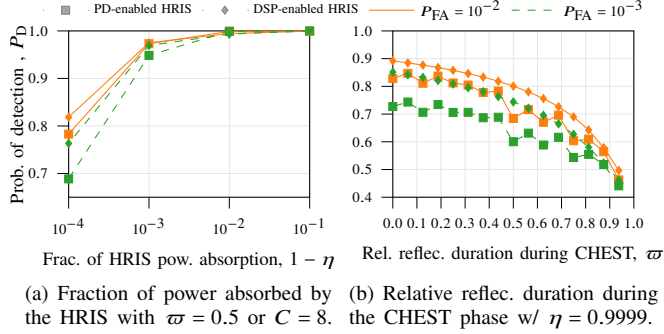 PD-enabled HRIS DSP-enabled HRIS P_FA = 10^−2 P_FA = 10^−3
Prob. of detection , P_D
1.0
0.9
0.8
0.7
10^−4 10^−3 10^−2 10^−1
Frac. of HRIS pow. absorption, 1 − η
1.0
0.9
0.8
0.7
0.6
0.5
0.4
0.0 0.1 0.2 0.3 0.4 0.5 0.6 0.7 0.8 0.9 1.0
Rel. reflec. duration during CHEST, ϖ
(a) Fraction of power absorbed by
the HRIS with ϖ = 0.5 or C = 8.
(b) Relative reflec. duration during
the CHEST phase w/ η = 0.9999.